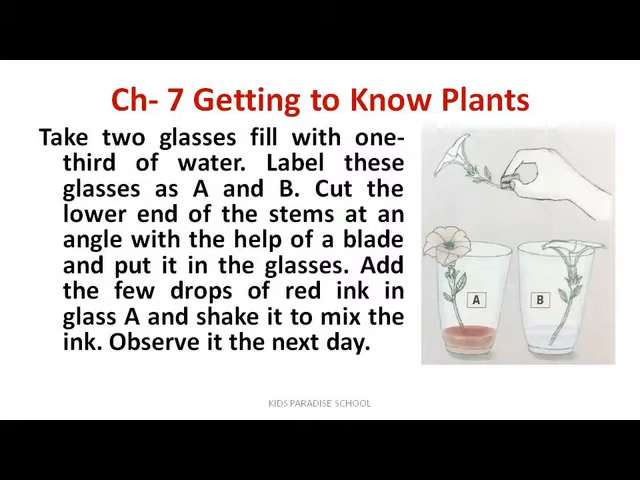 Ch- 7 Getting to Know Plants
Take two glasses fill with one-
third of water. Label these
glasses as A and B. Cut the
lower end of the stems at an
angle with the help of a blade
and put it in the glasses. Add
the few drops of red ink in
glass A and shake it to mix the
ink. Observe it the next day.
A
B
KIDS PARADISE SCHOOL